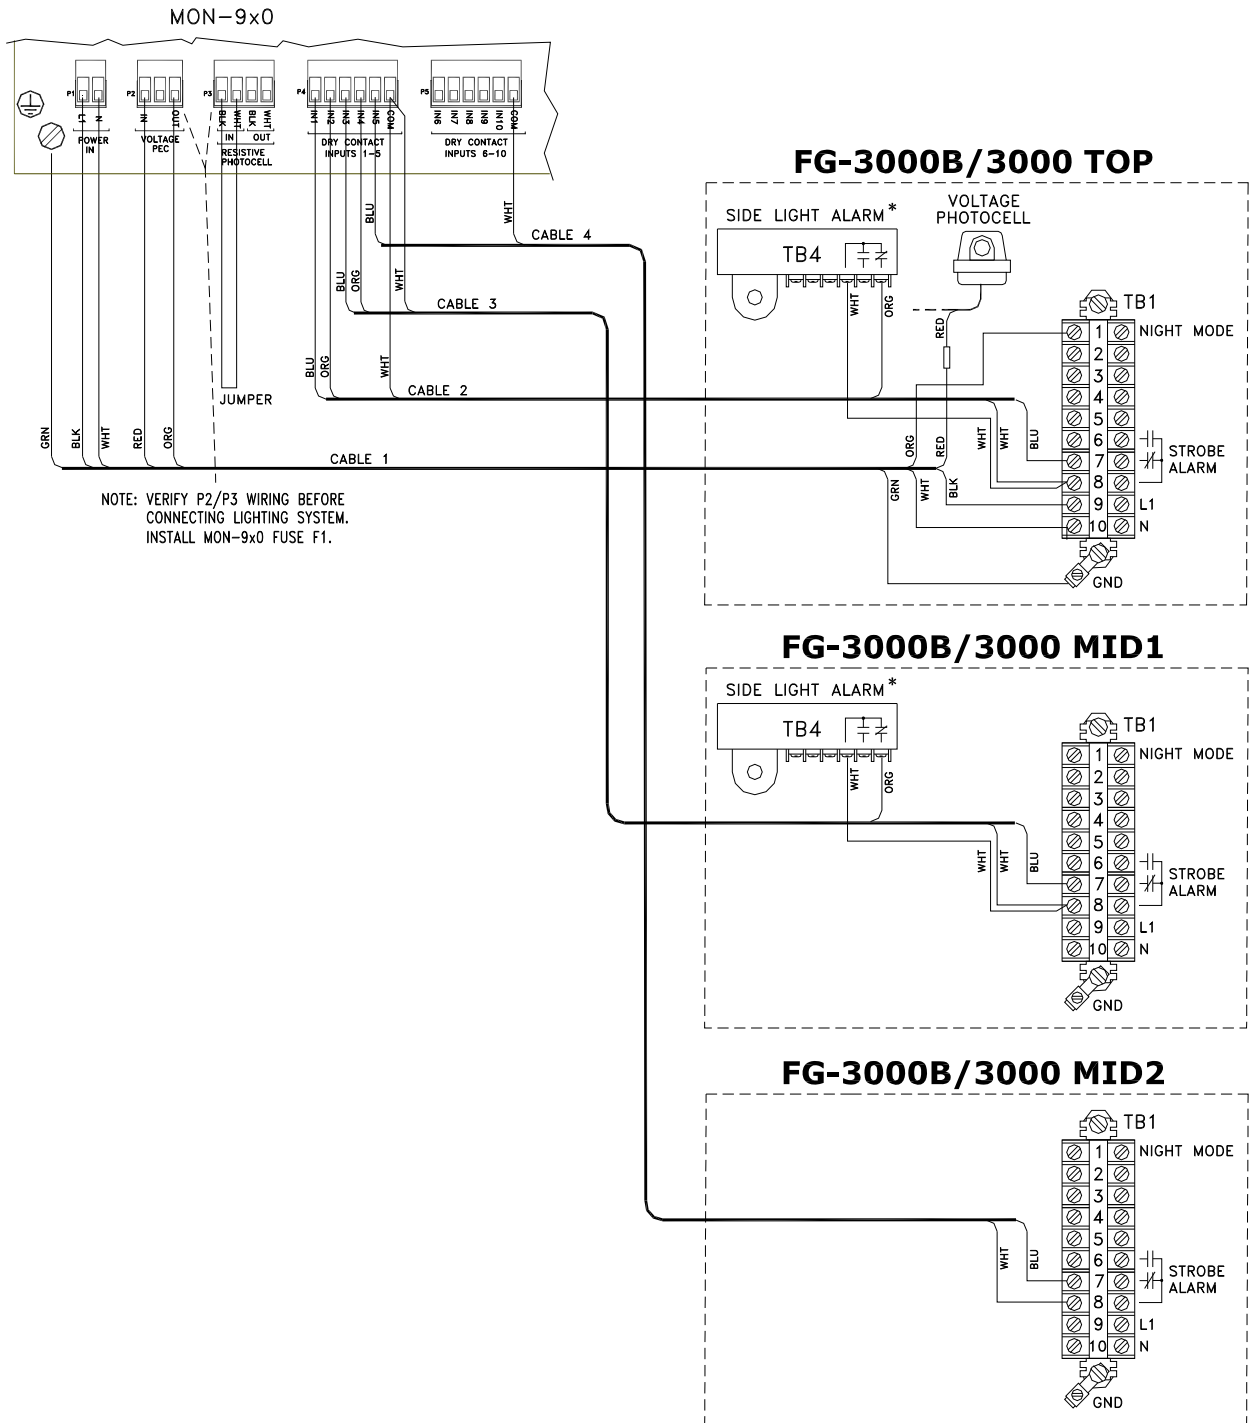 MON-9x0
P1
P2
P3
P4
P5
L1
N
IN
OUT
BLK
WHT
BLK
WHT
IN1
IN2
IN3
IN4
IN5
COM
IN6
IN7
IN8
IN9
IN10
COM
POWER
IN
VOLTAGE
PEC
IN
OUT
RESISTIVE
PHOTOCELL
DRY CONTACT
INPUTS 1-5
DRY CONTACT
INPUTS 6-10
BLU
WHT
CABLE 4
BLU
ORG
WHT
CABLE 3
BLU
ORG
WHT
CABLE 2
JUMPER
GRN
BLK
WHT
RED
ORG
CABLE 1
NOTE: VERIFY P2/P3 WIRING BEFORE
CONNECTING LIGHTING SYSTEM.
INSTALL MON-9x0 FUSE F1.
FG-3000B/3000 TOP
SIDE LIGHT ALARM*
VOLTAGE
PHOTOCELL
TB4
WHT
ORG
RED
TB1
1
NIGHT MODE
2
3
4
5
6
7
8
9
L1
10
N
STROBE
ALARM
ORG
RED
WHT
WHT
BLU
GRN
WHT
BLK
GND
FG-3000B/3000 MID1
SIDE LIGHT ALARM*
TB4
WHT
ORG
TB1
1
NIGHT MODE
2
3
4
5
6
7
8
9
L1
10
N
STROBE
ALARM
WHT
WHT
BLU
GND
FG-3000B/3000 MID2
TB1
1
NIGHT MODE
2
3
4
5
6
7
8
9
L1
10
N
STROBE
ALARM
WHT
BLU
GND